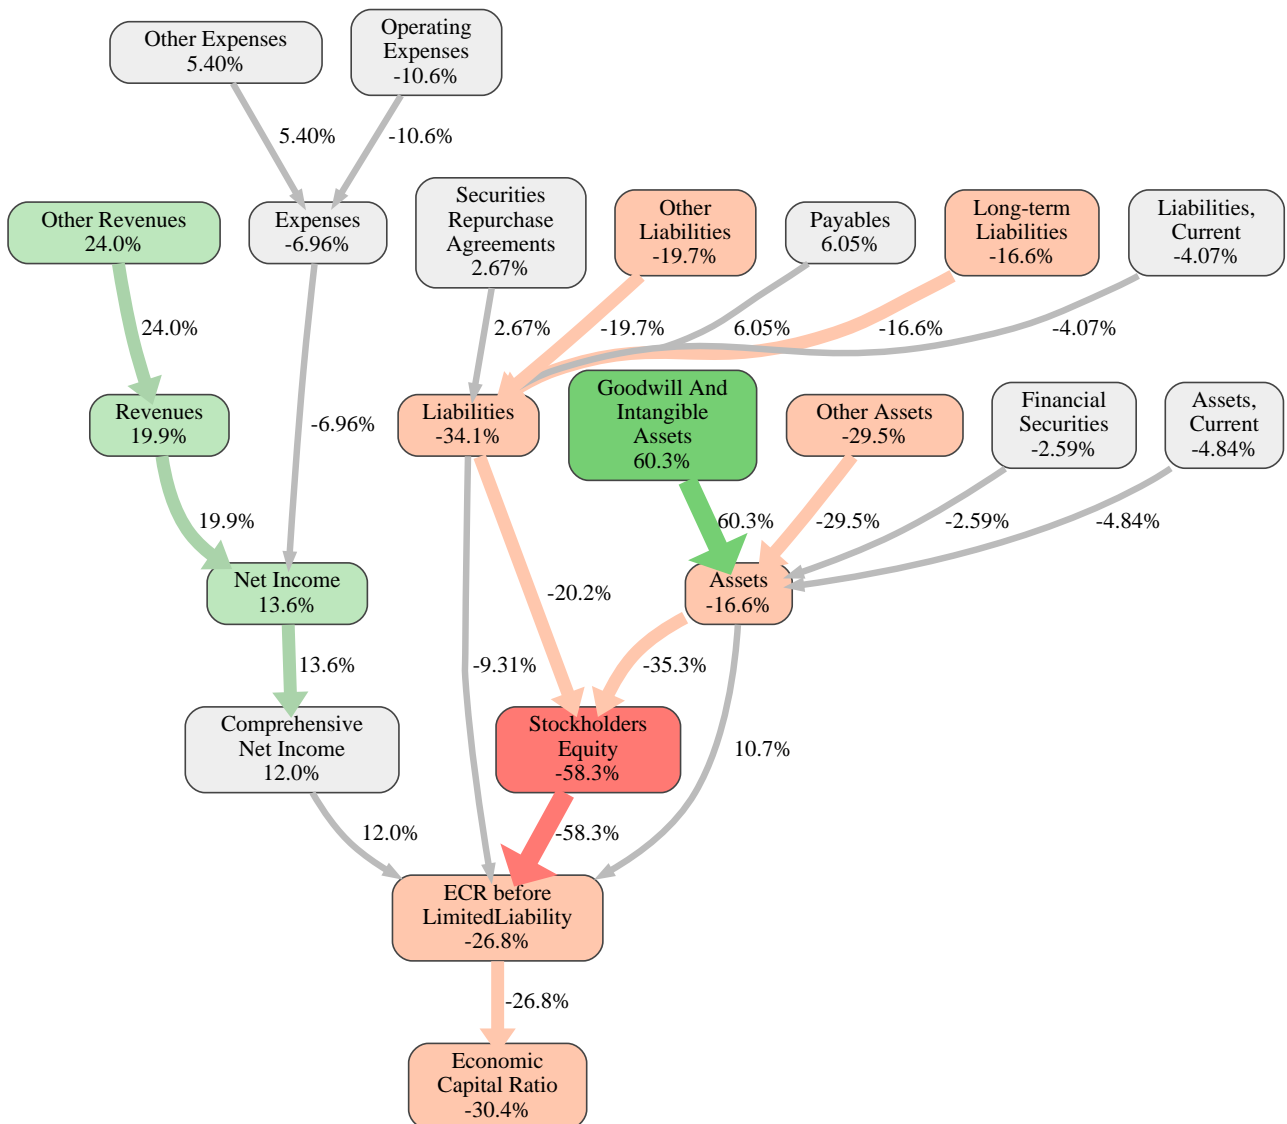 Other Expenses
5.40%
Operating
Expenses
-10.6%
5.40%
-10.6%
Other Revenues
24.0%
Expenses
-6.96%
Securities
Repurchase
Agreements
2.67%
Other
Liabilities
-19.7%
Payables
6.05%
Long-term
Liabilities
-16.6%
Liabilities,
Current
-4.07%
24.0%
2.67%
-19.7%
6.05%
-16.6%
-4.07%
Revenues
19.9%
-6.96%
Liabilities
-34.1%
Goodwill And
Intangible
Assets
60.3%
Other Assets
-29.5%
Financial
Securities
-2.59%
Assets,
Current
-4.84%
19.9%
60.3%
-29.5%
-2.59%
-4.84%
Net Income
13.6%
-20.2%
Assets
-16.6%
13.6%
-9.31%
-35.3%
Comprehensive
Net Income
12.0%
Stockholders
Equity
-58.3%
10.7%
12.0%
-58.3%
ECR before
LimitedLiability
-26.8%
-26.8%
Economic
Capital Ratio
-30.4%